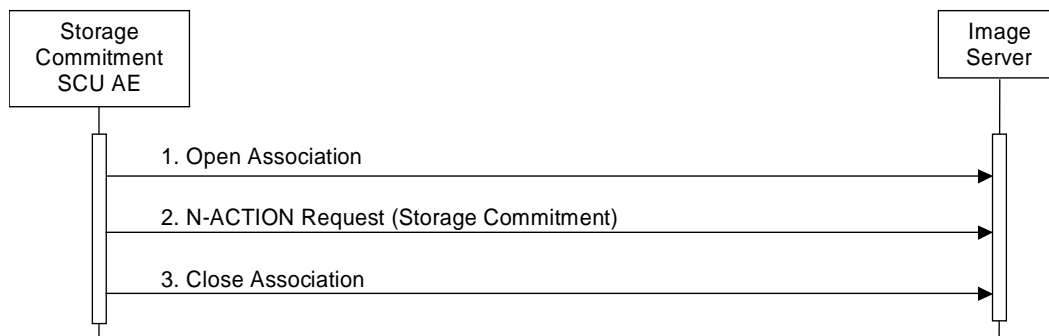 Storage
Commitment
SCU AE
Image
Server
1. Open Association
2. N-ACTION Request (Storage Commitment)
3. Close Association